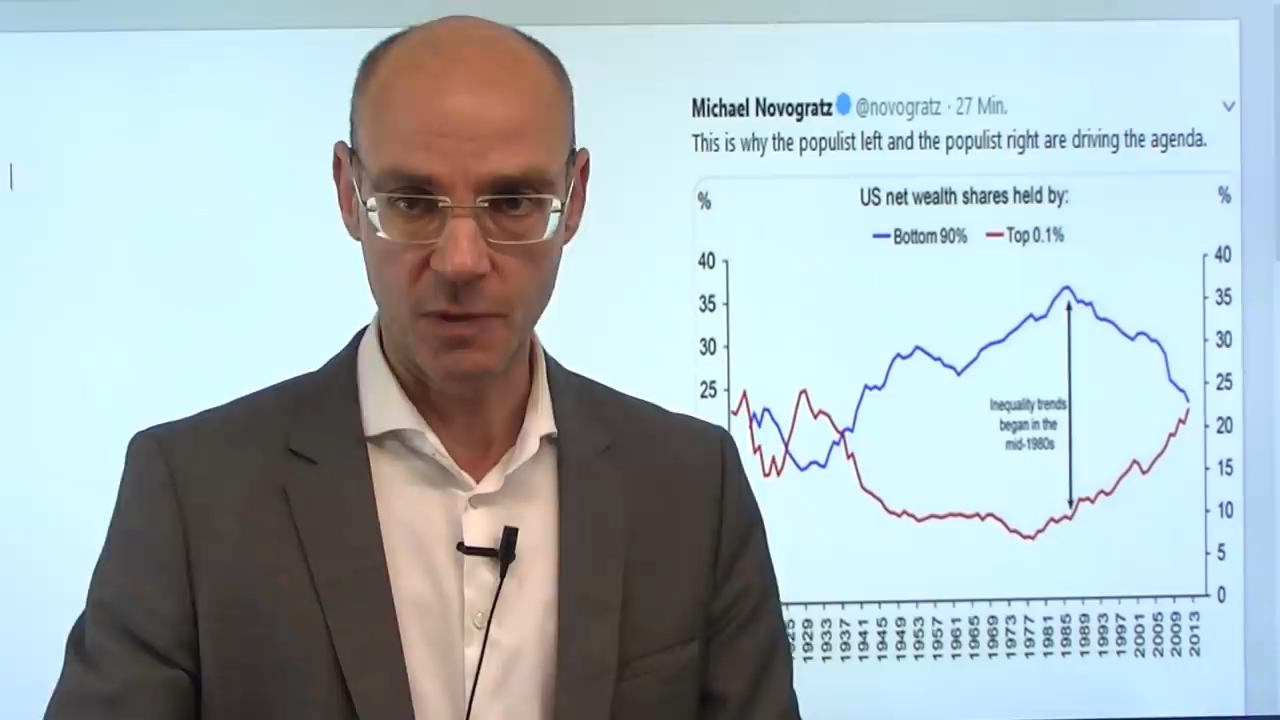 Michael Novogratz @novogratz · 27 Min.
This is why the populist left and the populist right are driving the agenda.
% US net wealth shares held by: %
Bottom 90% Top 0.1%
40 40
35 35
30 30
25 25
20
15
10
5
0
Inequality trends
began in the
mid-1980s
1929 1933 1937 1941 1945 1949 1953 1957 1961 1965 1969 1973 1977 1981 1985 1989 1993 1997 2001 2005 2009 2013